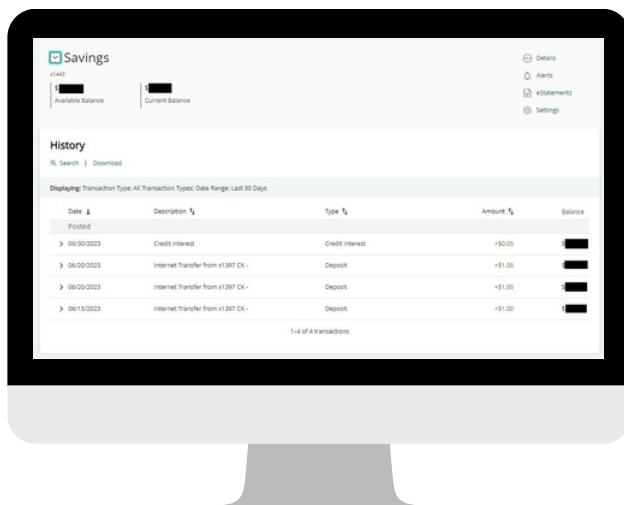 Savings
x1443
$
$
Available Balance
Current Balance
Details
Alerts
eStatements
Settings
History
Search | Download
Displaying: Transaction Type: All Transaction Types: Date Range: Last 30 Days
Date Description Type Amount Balance
Posted
06/30/2023 Credit Interest Credit Interest +$0.05 $
06/20/2023 Internet Transfer from x1397 CK - Deposit +$1.00 $
06/20/2023 Internet Transfer from x1397 CK - Deposit +$1.00 $
06/15/2023 Internet Transfer from x1397 CK - Deposit +$1.00 $
1-4 of 4 transactions